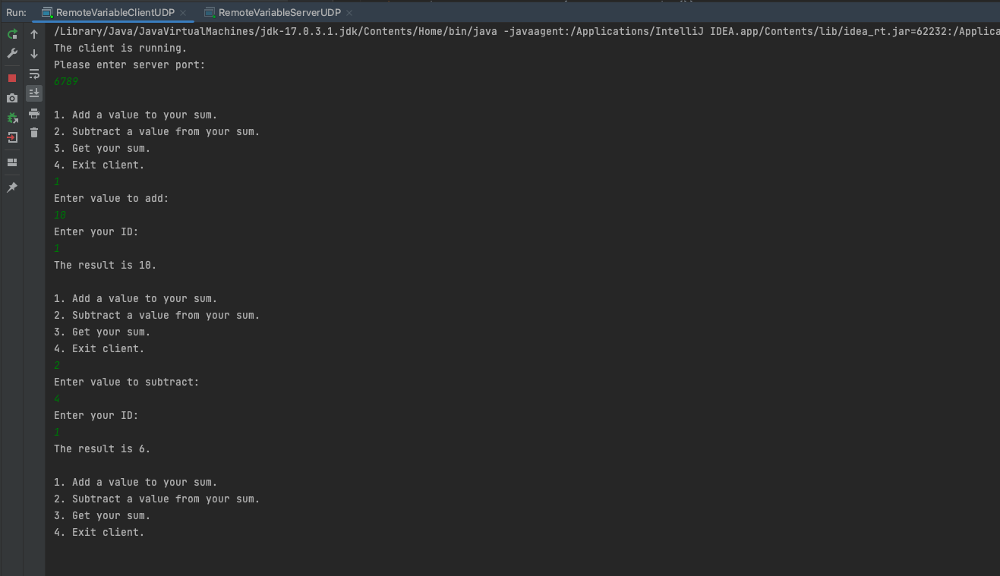 Run: RemoteVariableClientUDP RemoteVariableServerUDP
/Library/Java/JavaVirtualMachines/jdk-17.0.3.1.jdk/Contents/Home/bin/java -javaagent:/Applications/IntelliJ IDEA.app/Contents/lib/idea_rt.jar=62232:/Applica
The client is running.
Please enter server port:
6789
1. Add a value to your sum.
2. Subtract a value from your sum.
3. Get your sum.
4. Exit client.
1
Enter value to add:
10
Enter your ID:
1
The result is 10.
1. Add a value to your sum.
2. Subtract a value from your sum.
3. Get your sum.
4. Exit client.
2
Enter value to subtract:
4
Enter your ID:
1
The result is 6.
1. Add a value to your sum.
2. Subtract a value from your sum.
3. Get your sum.
4. Exit client.